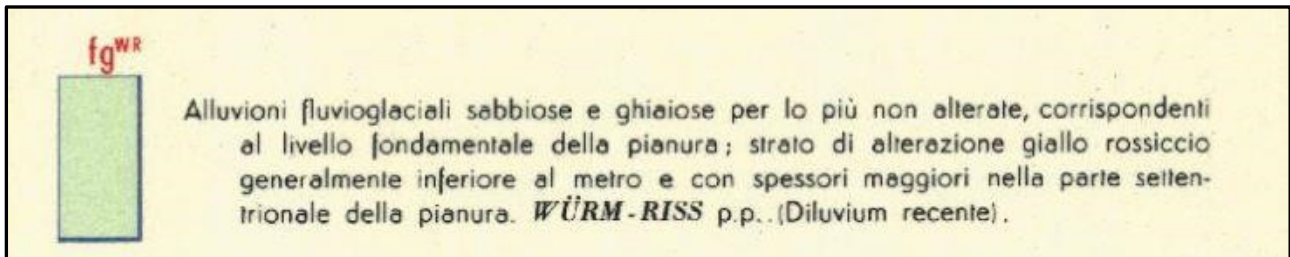 fgWR
Alluvioni fluvioglaciali sabbiose e ghiaiose per lo più non alterate, corrispondenti
al livello fondamentale della pianura; strato di alterazione giallo rossiccio
generalmente inferiore al metro e con spessori maggiori nella parte setten-
trionale della pianura. WÜRM-RISS p.p..(Diluvium recente).